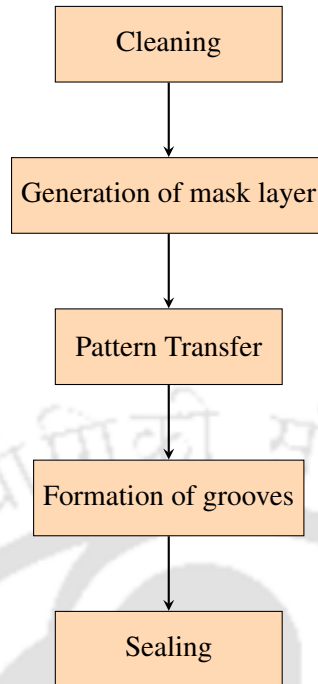 Cleaning
Generation of mask layer
Pattern Transfer
Formation of grooves
Sealing